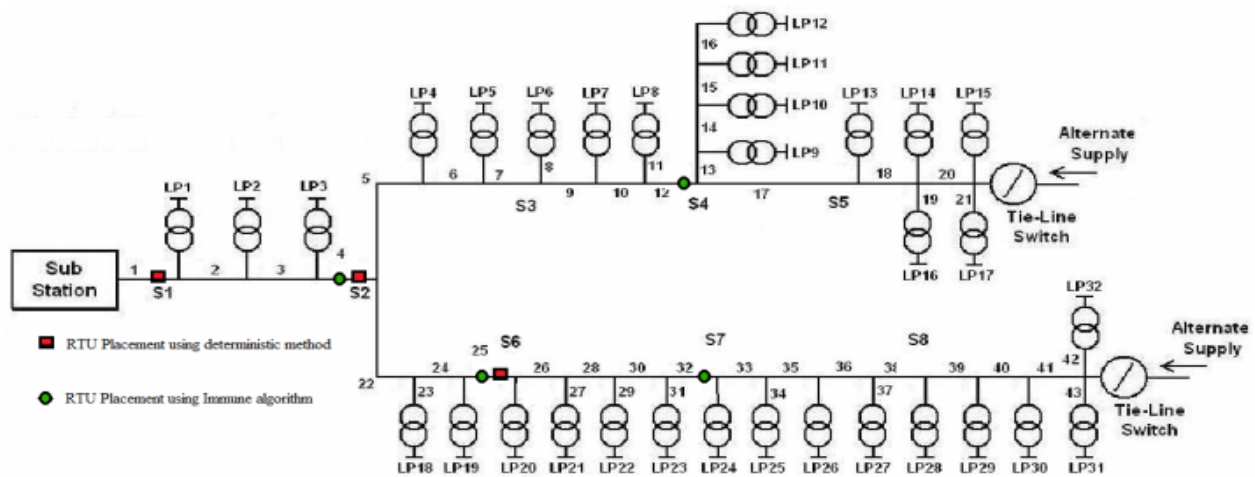 LP12
16
LP11
LP4
LP5
LP6
LP7
LP8
15
LP13
LP14
LP15
LP10
14
Alternate
Supply
LP9
11
13
5
6
7
8
9
10
12
17
18
20
S3
S4
S5
19
21
LP1
LP2
LP3
Tie-Line
Switch
4
Sub
Station
1
2
3
S1
S2
LP16
LP17
LP32
RTU Placement using deterministic method
S6
S7
S8
Alternate
Supply
25
RTU Placement using Immune algorithm
24
26
28
30
32
33
35
36
38
39
40
41
42
22
23
27
29
31
34
37
43
Tie-Line
Switch
LP18
LP19
LP20
LP21
LP22
LP23
LP24
LP25
LP26
LP27
LP28
LP29
LP30
LP31